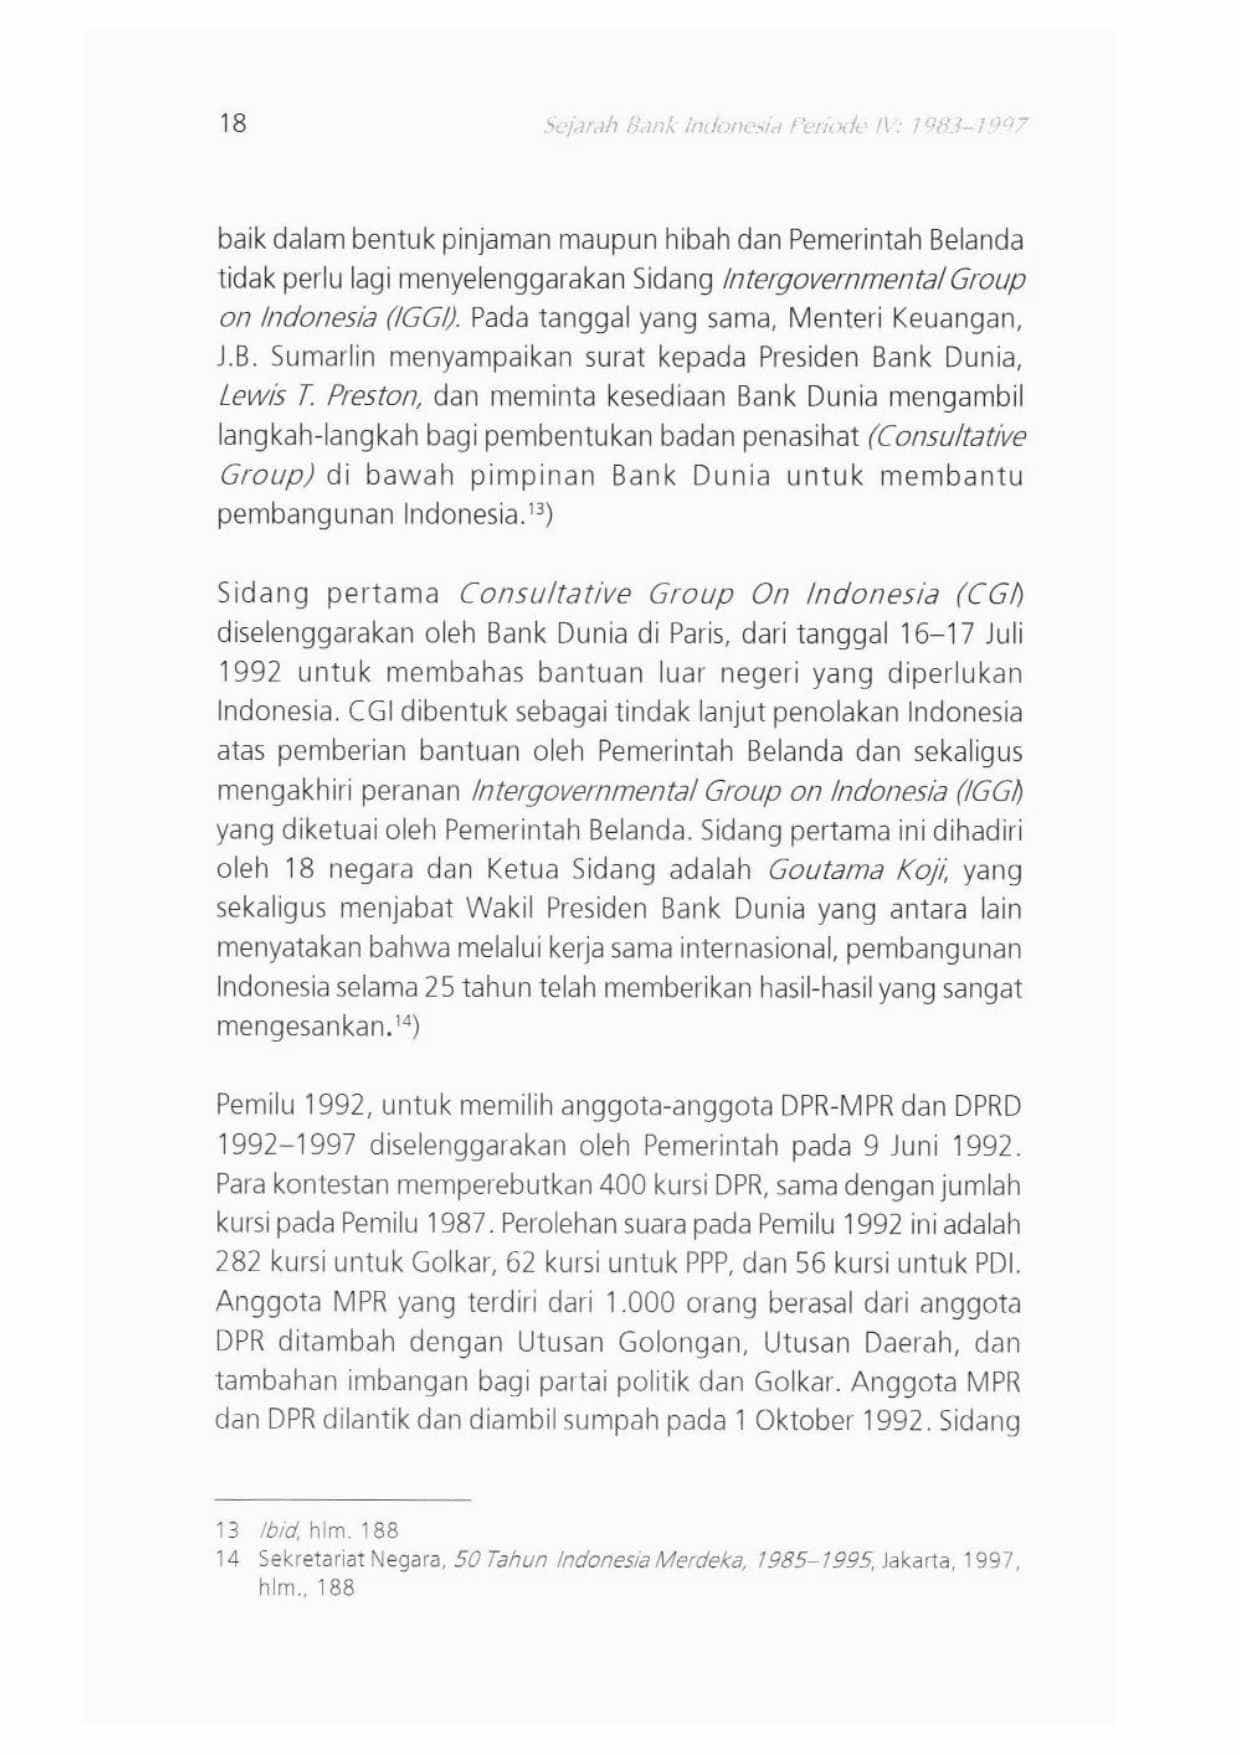 18
Sejarah Bank Indonesia Periode IV: 1983–1997
baik dalam bentuk pinjaman maupun hibah dan Pemerintah Belanda
tidak perlu lagi menyelenggarakan Sidang Intergovernmental Group
on Indonesia (IGGI). Pada tanggal yang sama, Menteri Keuangan,
J.B. Sumarlin menyampaikan surat kepada Presiden Bank Dunia,
Lewis T. Preston, dan meminta kesediaan Bank Dunia mengambil
langkah-langkah bagi pembentukan badan penasihat (Consultative
Group) di bawah pimpinan Bank Dunia untuk membantu
pembangunan Indonesia.¹³)
Sidang pertama Consultative Group On Indonesia (CGI)
diselenggarakan oleh Bank Dunia di Paris, dari tanggal 16–17 Juli
1992 untuk membahas bantuan luar negeri yang diperlukan
Indonesia. CGI dibentuk sebagai tindak lanjut penolakan Indonesia
atas pemberian bantuan oleh Pemerintah Belanda dan sekaligus
mengakhiri peranan Intergovernmental Group on Indonesia (IGGI)
yang diketuai oleh Pemerintah Belanda. Sidang pertama ini dihadiri
oleh 18 negara dan Ketua Sidang adalah Goutama Koji, yang
sekaligus menjabat Wakil Presiden Bank Dunia yang antara lain
menyatakan bahwa melalui kerja sama internasional, pembangunan
Indonesia selama 25 tahun telah memberikan hasil-hasil yang sangat
mengesankan.¹⁴)
Pemilu 1992, untuk memilih anggota-anggota DPR-MPR dan DPRD
1992–1997 diselenggarakan oleh Pemerintah pada 9 Juni 1992.
Para kontestan memperebutkan 400 kursi DPR, sama dengan jumlah
kursi pada Pemilu 1987. Perolehan suara pada Pemilu 1992 ini adalah
282 kursi untuk Golkar, 62 kursi untuk PPP, dan 56 kursi untuk PDI.
Anggota MPR yang terdiri dari 1.000 orang berasal dari anggota
DPR ditambah dengan Utusan Golongan, Utusan Daerah, dan
tambahan imbangan bagi partai politik dan Golkar. Anggota MPR
dan DPR dilantik dan diambil sumpah pada 1 Oktober 1992. Sidang
13 Ibid, hlm. 188
14 Sekretariat Negara, 50 Tahun Indonesia Merdeka, 1985–1995, Jakarta, 1997,
hlm., 188